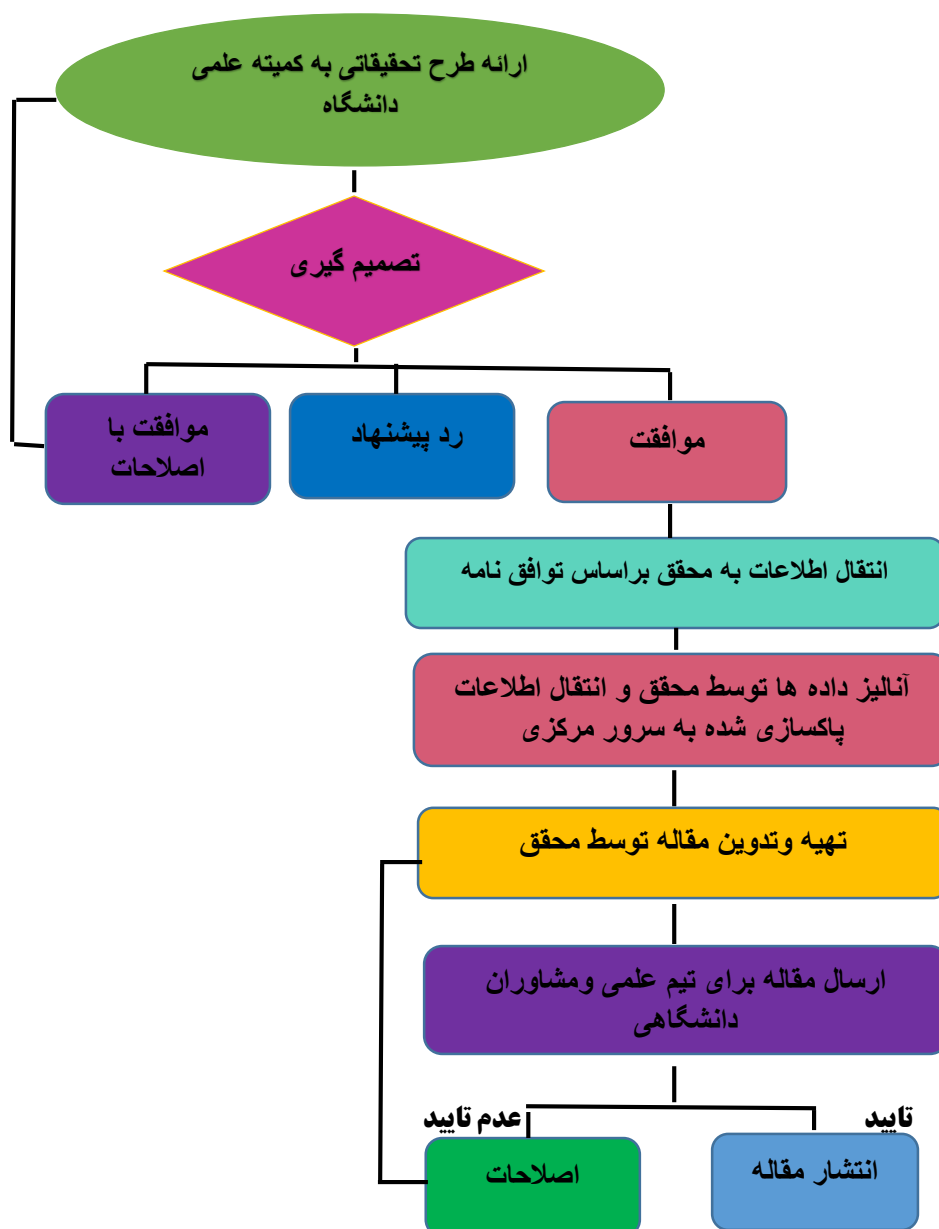 ارائه طرح تحقیقاتی به کمیته علمی
دانشگاه
تصمیم گیری
موافقت
رد پیشنهاد
موافقت با
اصلاحات
انتقال اطلاعات به محقق براساس توافق نامه
آنالیز داده ها توسط محقق و انتقال اطلاعات
پاکسازی شده به سرور مرکزی
تهیه وتدوین مقاله توسط محقق
ارسال مقاله برای تیم علمی ومشاوران
دانشگاهی
تایید
عدم تایید
انتشار مقاله
اصلاحات